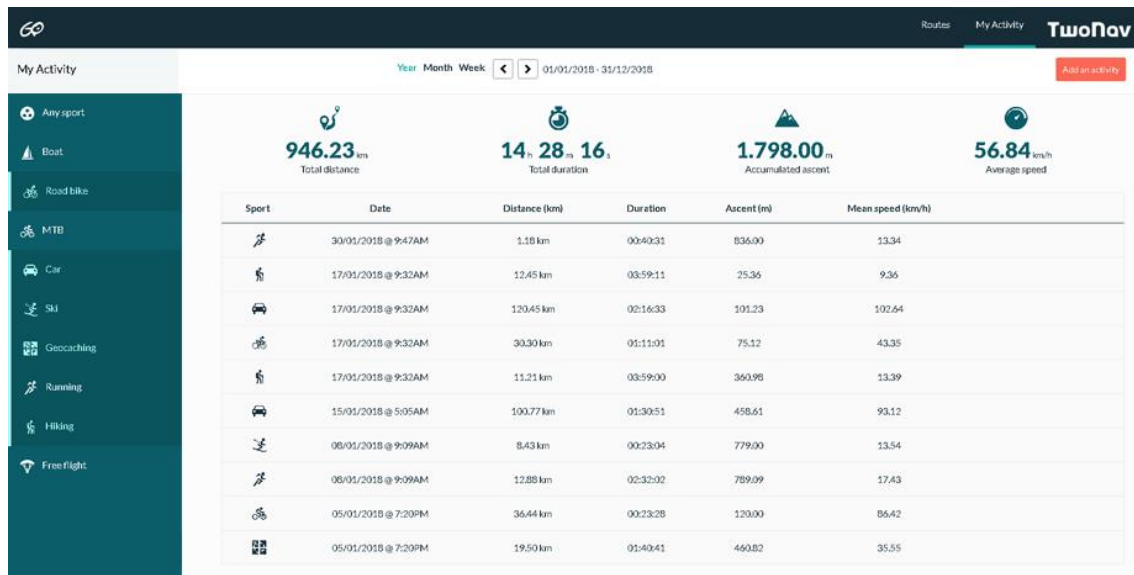 GO
Routes My Activity TwoNav
My Activity
Year Month Week 01/01/2018 - 31/12/2018
Add an activity
Any sport
Boat
Road bike
MTB
Car
Ski
Geocaching
Running
Hiking
Free flight
946.23 km 14 h 28 m 16 s 1.798.00 m 56.84 km/h
Total distance Total duration Accumulated ascent Average speed
Sport Date Distance (km) Duration Ascent (m) Mean speed (km/h)
30/01/2018 @ 9:47AM 1.18 km 00:40:31 836.00 13.34
17/01/2018 @ 9:32AM 12.45 km 03:59:11 25.36 9.36
17/01/2018 @ 9:32AM 120.45 km 02:16:33 101.23 102.64
17/01/2018 @ 9:32AM 30.30 km 01:11:01 75.12 43.35
17/01/2018 @ 9:32AM 11.21 km 03:59:00 360.98 13.39
15/01/2018 @ 5:05AM 100.77 km 01:30:51 458.61 93.12
08/01/2018 @ 9:09AM 8.43 km 00:23:04 779.00 13.54
08/01/2018 @ 9:09AM 12.88 km 02:32:02 789.09 17.43
05/01/2018 @ 7:20PM 36.44 km 00:23:28 120.00 86.42
05/01/2018 @ 7:20PM 19.50 km 01:40:41 460.82 35.55